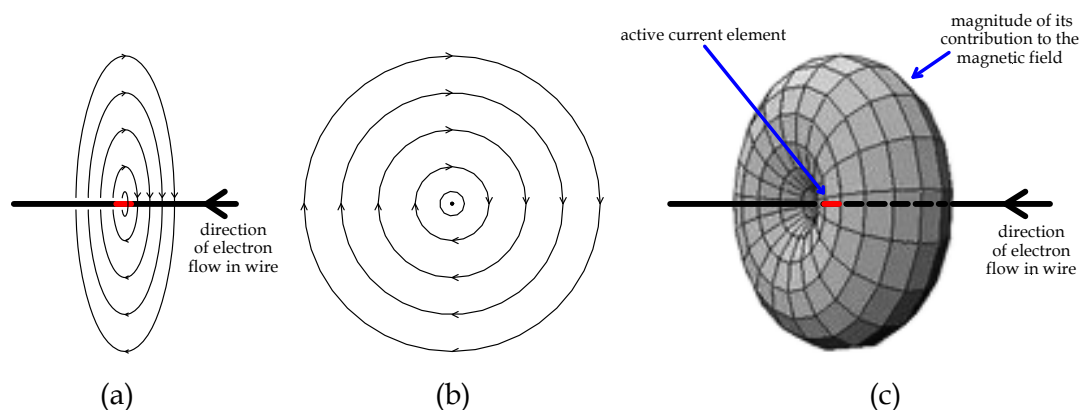 direction
of electron
flow in wire
(a)
(b)
active current element
magnitude of its
contribution to the
magnetic field
direction
of electron
flow in wire
(c)